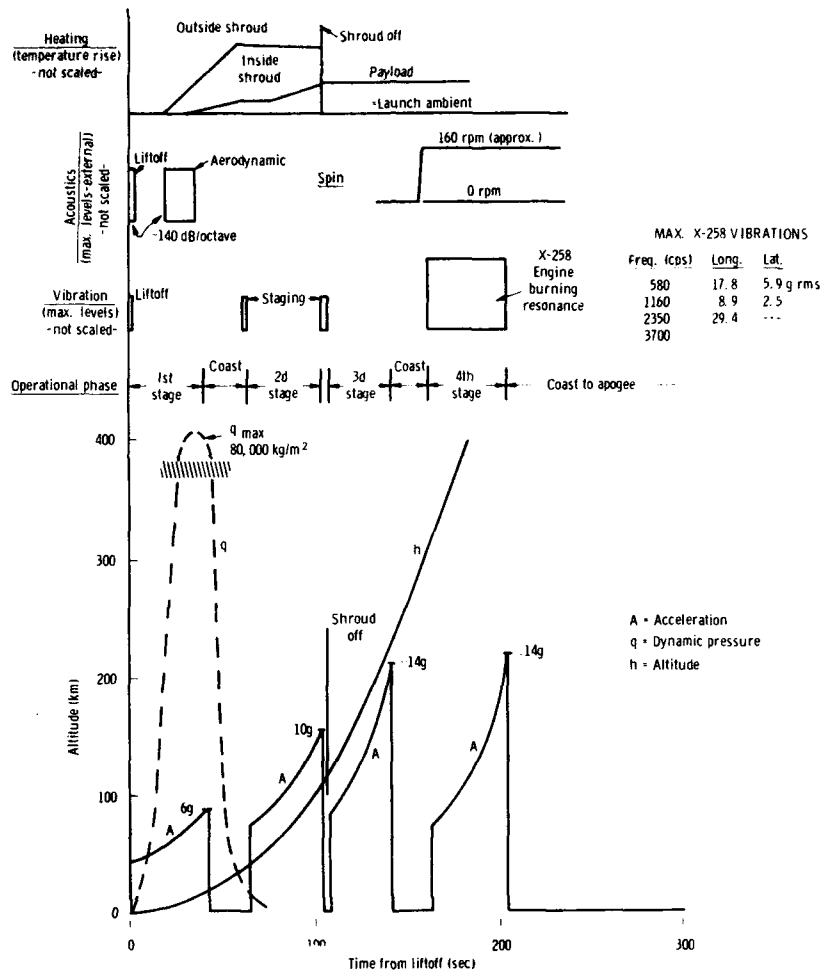 Heating
(temperature rise)
-not scaled-
Outside shroud
Shroud off
Inside
shroud
Payload
Launch ambient
Acoustics
(max. levels-external)
-not scaled-
Liftoff
Aerodynamic
~140 dB/octave
Spin
160 rpm (approx.)
0 rpm
Vibration
(max. levels)
-not scaled-
Liftoff
Staging
X-258
Engine
burning
resonance
MAX. X-258 VIBRATIONS
Freq. (cps) Long. Lat.
580 17.8 5.9 g rms
1160 8.9 2.5
2350 29.4 ---
3700
Operational phase
1st
stage
Coast
2d
stage
3d
stage
Coast
4th
stage
Coast to apogee
q max
80,000 kg/m2
q
h
Shroud
off
A = Acceleration
q = Dynamic pressure
h = Altitude
6g
10g
14g
14g
A
A
A
A
Altitude (km)
400
300
200
100
0
0 100 200 300
Time from liftoff (sec)